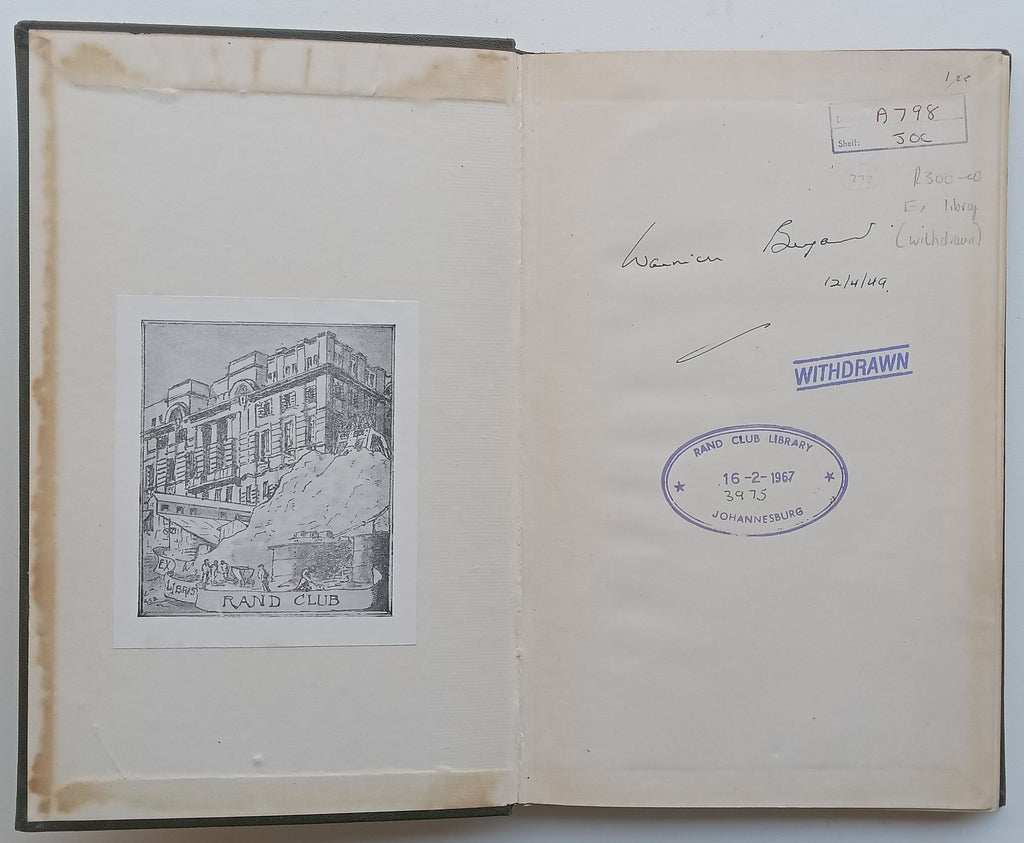 EX
LIBRIS
RAND CLUB
A798
Shelf: JOC
772
R300-00
Ex library
(withdrawn)
12/4/49
WITHDRAWN
RAND CLUB LIBRARY
16-2-1967
3975
JOHANNESBURG